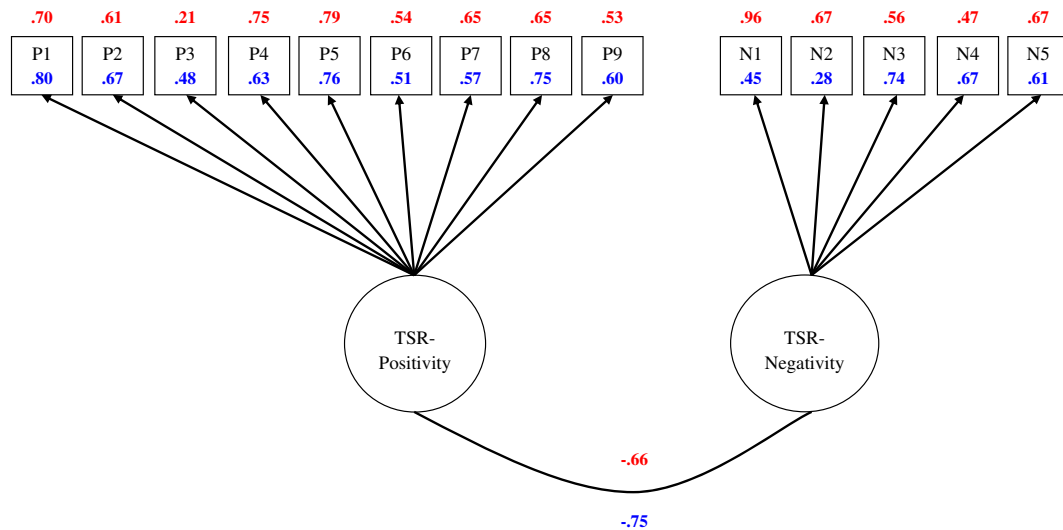 .70 .61 .21 .75 .79 .54 .65 .65 .53 .96 .67 .56 .47 .67
P1 P2 P3 P4 P5 P6 P7 P8 P9 N1 N2 N3 N4 N5
.80 .67 .48 .63 .76 .51 .57 .75 .60 .45 .28 .74 .67 .61
TSR- TSR-
Positivity Negativity
-.66
-.75